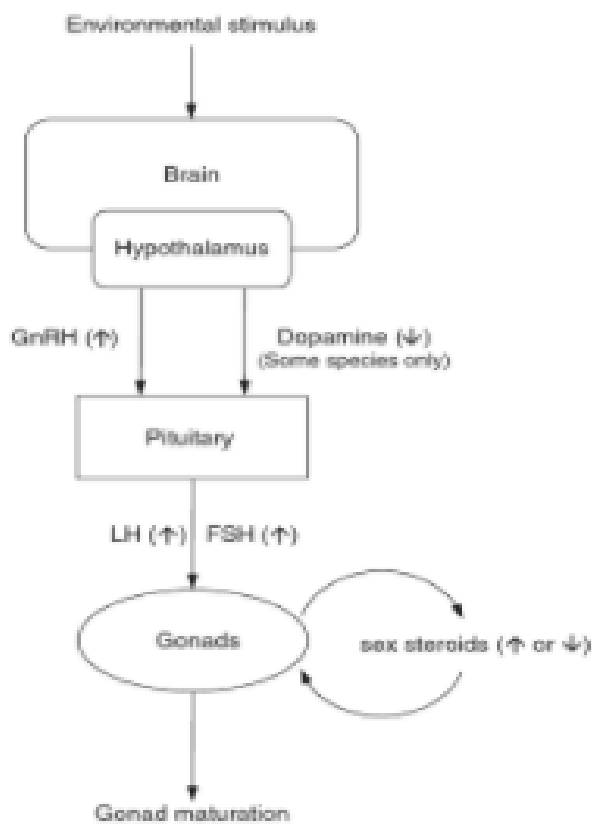 Environmental stimulus
Brain
Hypothalamus
GnRH (↑)
Dopamine (↓)
(Some species only)
Pituitary
LH (↑) FSH (↑)
Gonads
sex steroids (↑ or ↓)
Gonad maturation